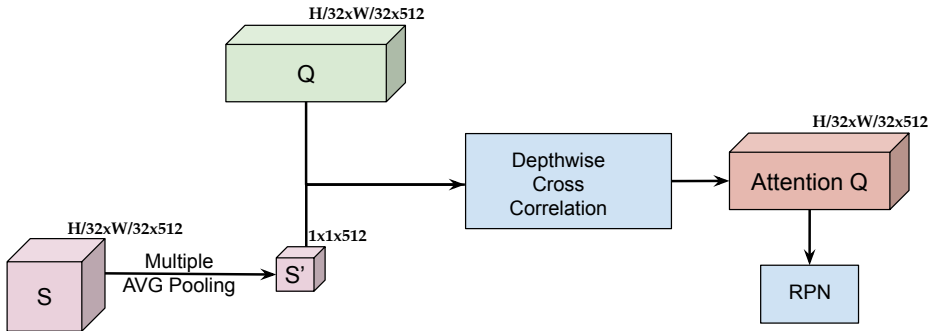 H/32xW/32x512
Q
Depthwise
Cross
Correlation
H/32xW/32x512
Attention Q
H/32xW/32x512
S
Multiple
AVG Pooling
1x1x512
S’
RPN